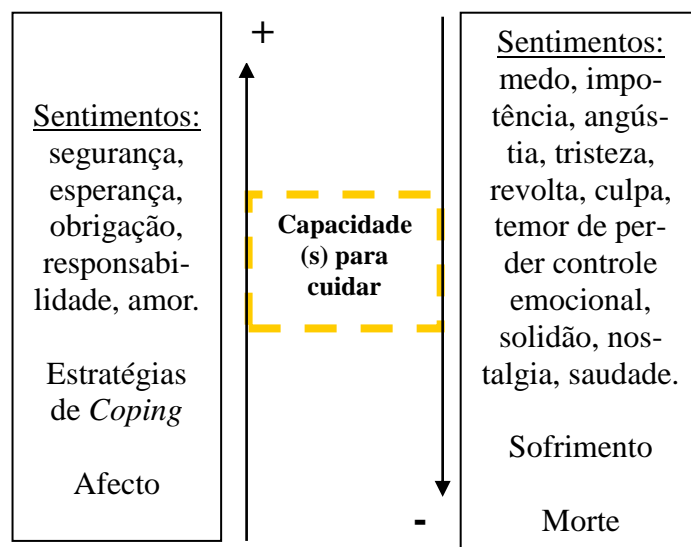 Sentimentos:
segurança,
esperança,
obrigação,
responsabi-
lidade, amor.
Estratégias
de Coping
Afecto
+
Capacidade
(s) para
cuidar
-
Sentimentos:
medo, impo-
tência, angús-
tia, tristeza,
revolta, culpa,
temor de per-
der controle
emocional,
solidão, nos-
talgia, saudade.
Sofrimento
Morte